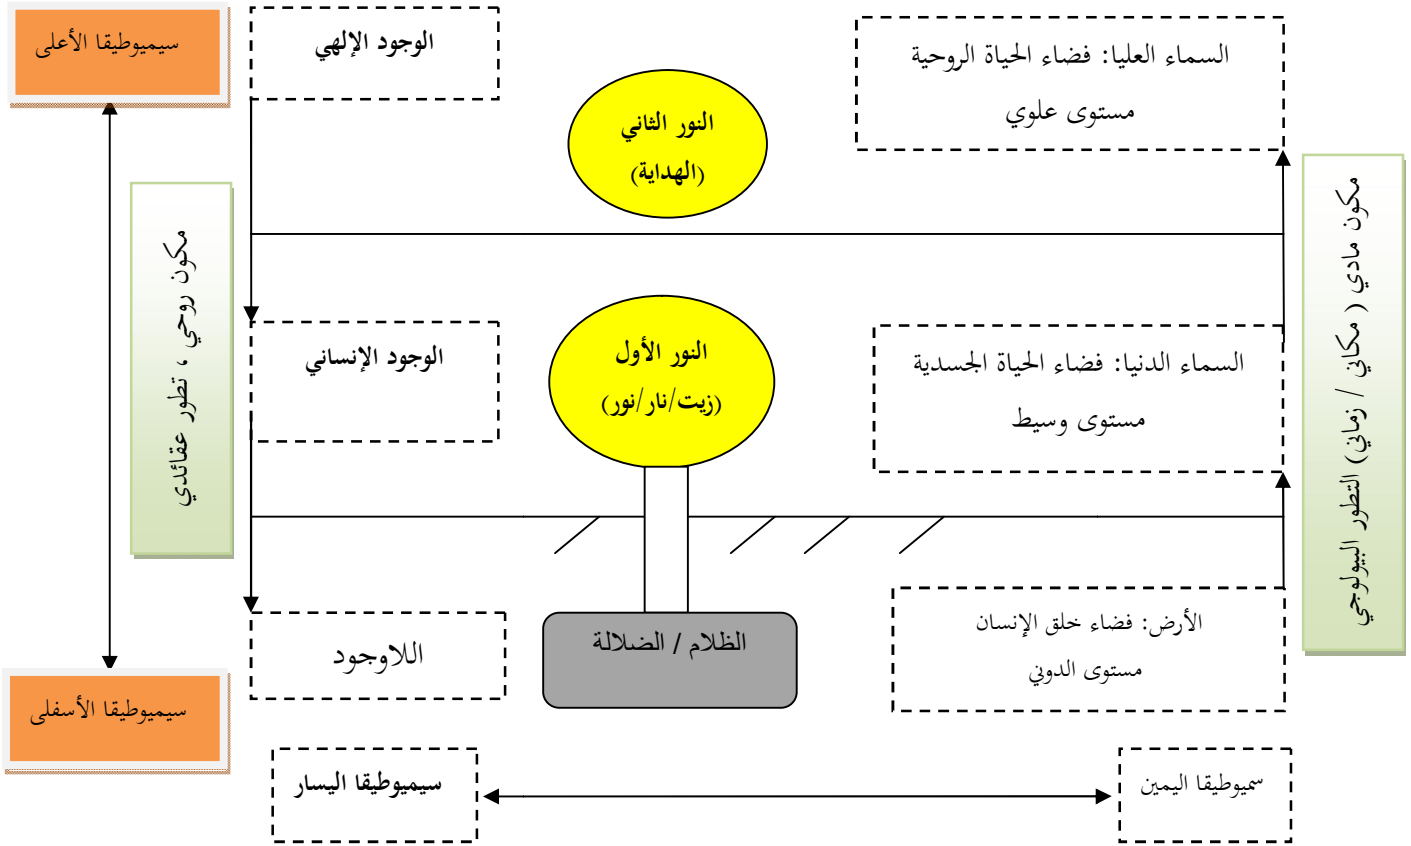 سيميوطيقا الأعلى
الوجود الإلهي
النور الثاني
(الهداية)
السماء العليا: فضاء الحياة الروحية
مستوى علوي
مكون مادي ( مكاني / زماني) التطور البيولوجي
مكون روحي ، تطور عقائدي
الوجود الإنساني
النور الأول
(زيت/نار/نور)
السماء الدنيا: فضاء الحياة الجسدية
مستوى وسيط
الأرض: فضاء خلق الإنسان
مستوى الدوني
الظلام / الضلالة
اللاوجود
سيميوطيقا الأسفلى
سميوطيقا اليمين
سيميوطيقا اليسار